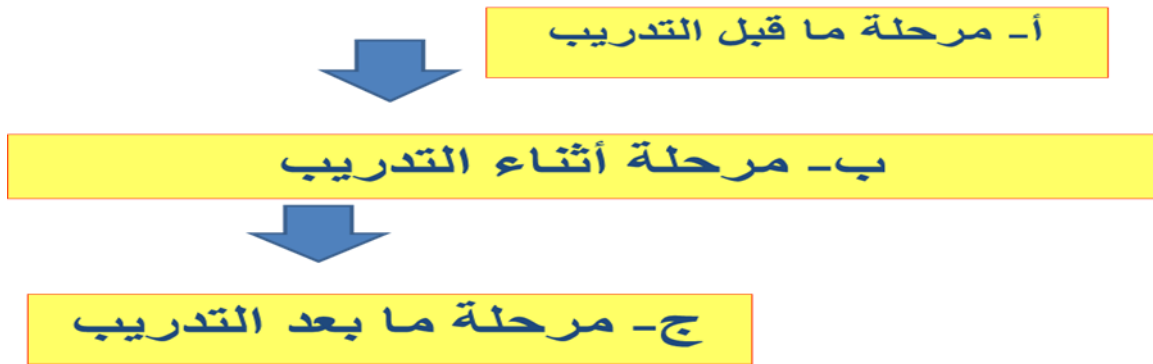 أ- مرحلة ما قبل التدريب
ب- مرحلة أثناء التدريب
ج- مرحلة ما بعد التدريب